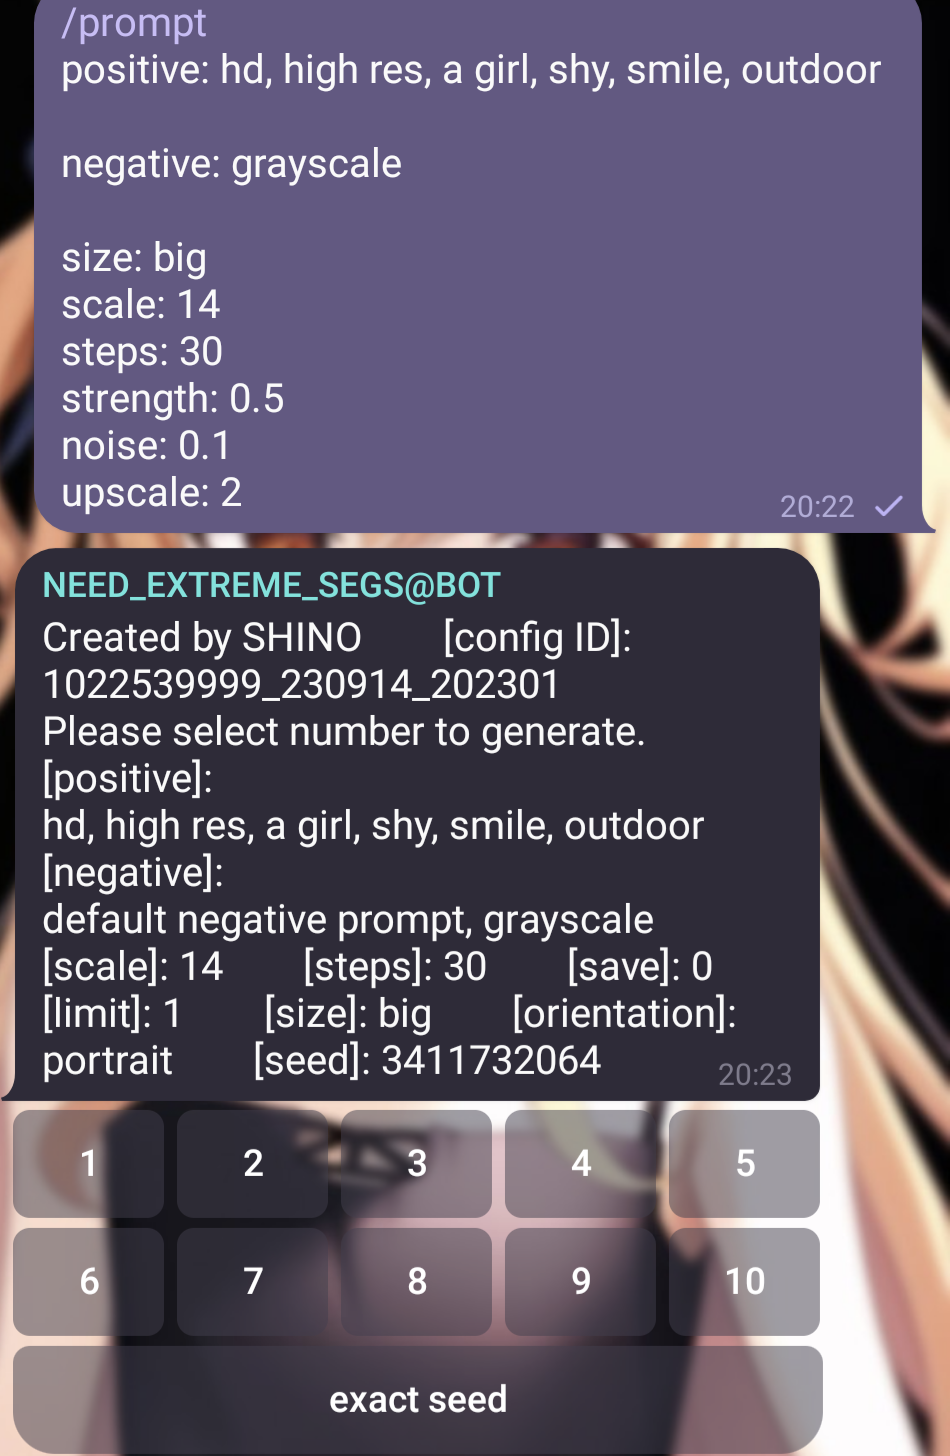 /prompt
positive: hd, high res, a girl, shy, smile, outdoor
negative: grayscale
size: big
scale: 14
steps: 30
strength: 0.5
noise: 0.1
upscale: 2
20:22
NEED_EXTREME_SEGS@BOT
Created by SHINO [config ID]:
1022539999_230914_202301
Please select number to generate.
[positive]:
hd, high res, a girl, shy, smile, outdoor
[negative]:
default negative prompt, grayscale
[scale]: 14 [steps]: 30 [save]: 0
[limit]: 1 [size]: big [orientation]:
portrait [seed]: 3411732064
20:23
1 2 3 4 5
6 7 8 9 10
exact seed